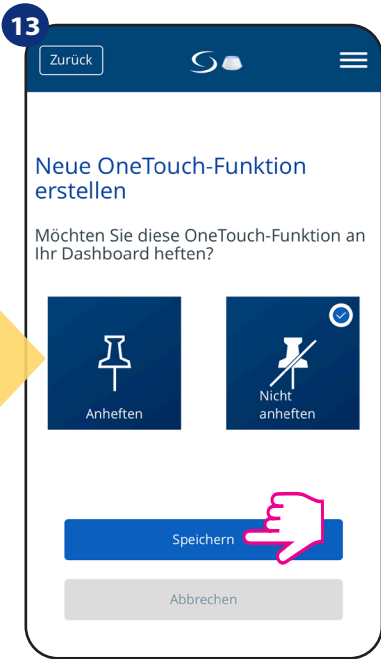 13
Zurück
Neue OneTouch-Funktion
erstellen
Möchten Sie diese OneTouch-Funktion an
Ihr Dashboard heften?
Anheften
Nicht
anheften
Speichern
Abbrechen